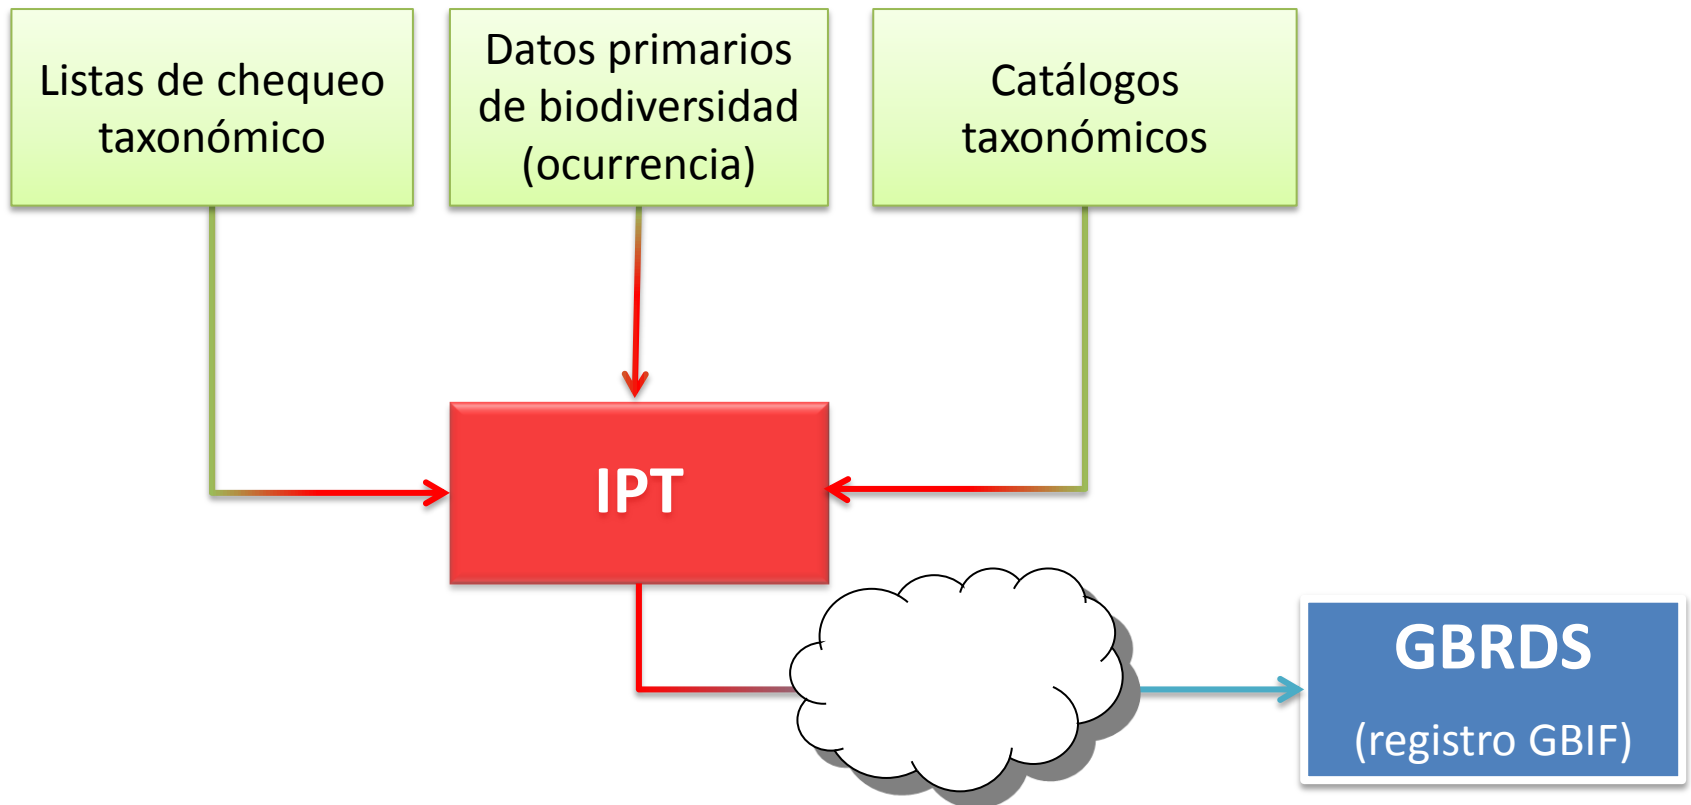 Listas de chequeo
taxonómico
Datos primarios
de biodiversidad
(ocurrencia)
Catálogos
taxonómicos
IPT
GBRDS
(registro GBIF)